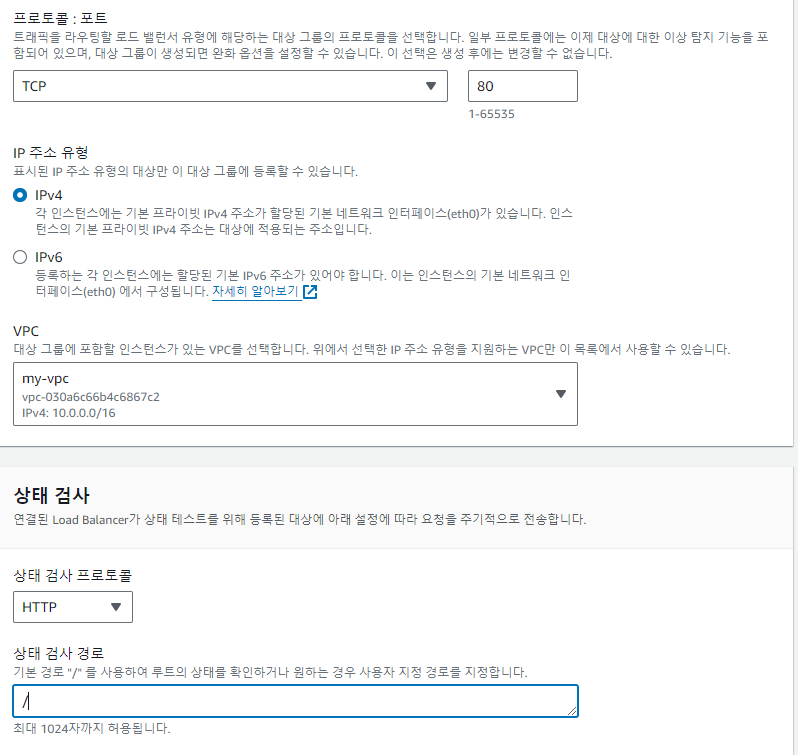 프로토콜 : 포트
트래픽을 라우팅할 로드 밸런서 유형에 해당하는 대상 그룹의 프로토콜을 선택합니다. 일부 프로토콜에는 이제 대상에 대한 이상 탐지 기능을 포
함되어 있으며, 대상 그룹이 생성되면 완화 옵션을 설정할 수 있습니다. 이 선택은 생성 후에는 변경할 수 없습니다.
TCP 80
1-65535
IP 주소 유형
표시된 IP 주소 유형의 대상만 이 대상 그룹에 등록할 수 있습니다.
IPv4
각 인스턴스에는 기본 프라이빗 IPv4 주소가 할당된 기본 네트워크 인터페이스(eth0)가 있습니다. 인스
턴스의 기본 프라이빗 IPv4 주소는 대상에 적용되는 주소입니다.
IPv6
등록하는 각 인스턴스에는 할당된 기본 IPv6 주소가 있어야 합니다. 이는 인스턴스의 기본 네트워크 인
터페이스(eth0) 에서 구성됩니다. 자세히 알아보기
VPC
대상 그룹에 포함할 인스턴스가 있는 VPC를 선택합니다. 위에서 선택한 IP 주소 유형을 지원하는 VPC만 이 목록에서 사용할 수 있습니다.
my-vpc
vpc-030a6c66b4c6867c2
IPv4: 10.0.0.0/16
상태 검사
연결된 Load Balancer가 상태 테스트를 위해 등록된 대상에 아래 설정에 따라 요청을 주기적으로 전송합니다.
상태 검사 프로토콜
HTTP
상태 검사 경로
기본 경로 "/" 를 사용하여 루트의 상태를 확인하거나 원하는 경우 사용자 지정 경로를 지정합니다.
/
최대 1024자까지 허용됩니다.